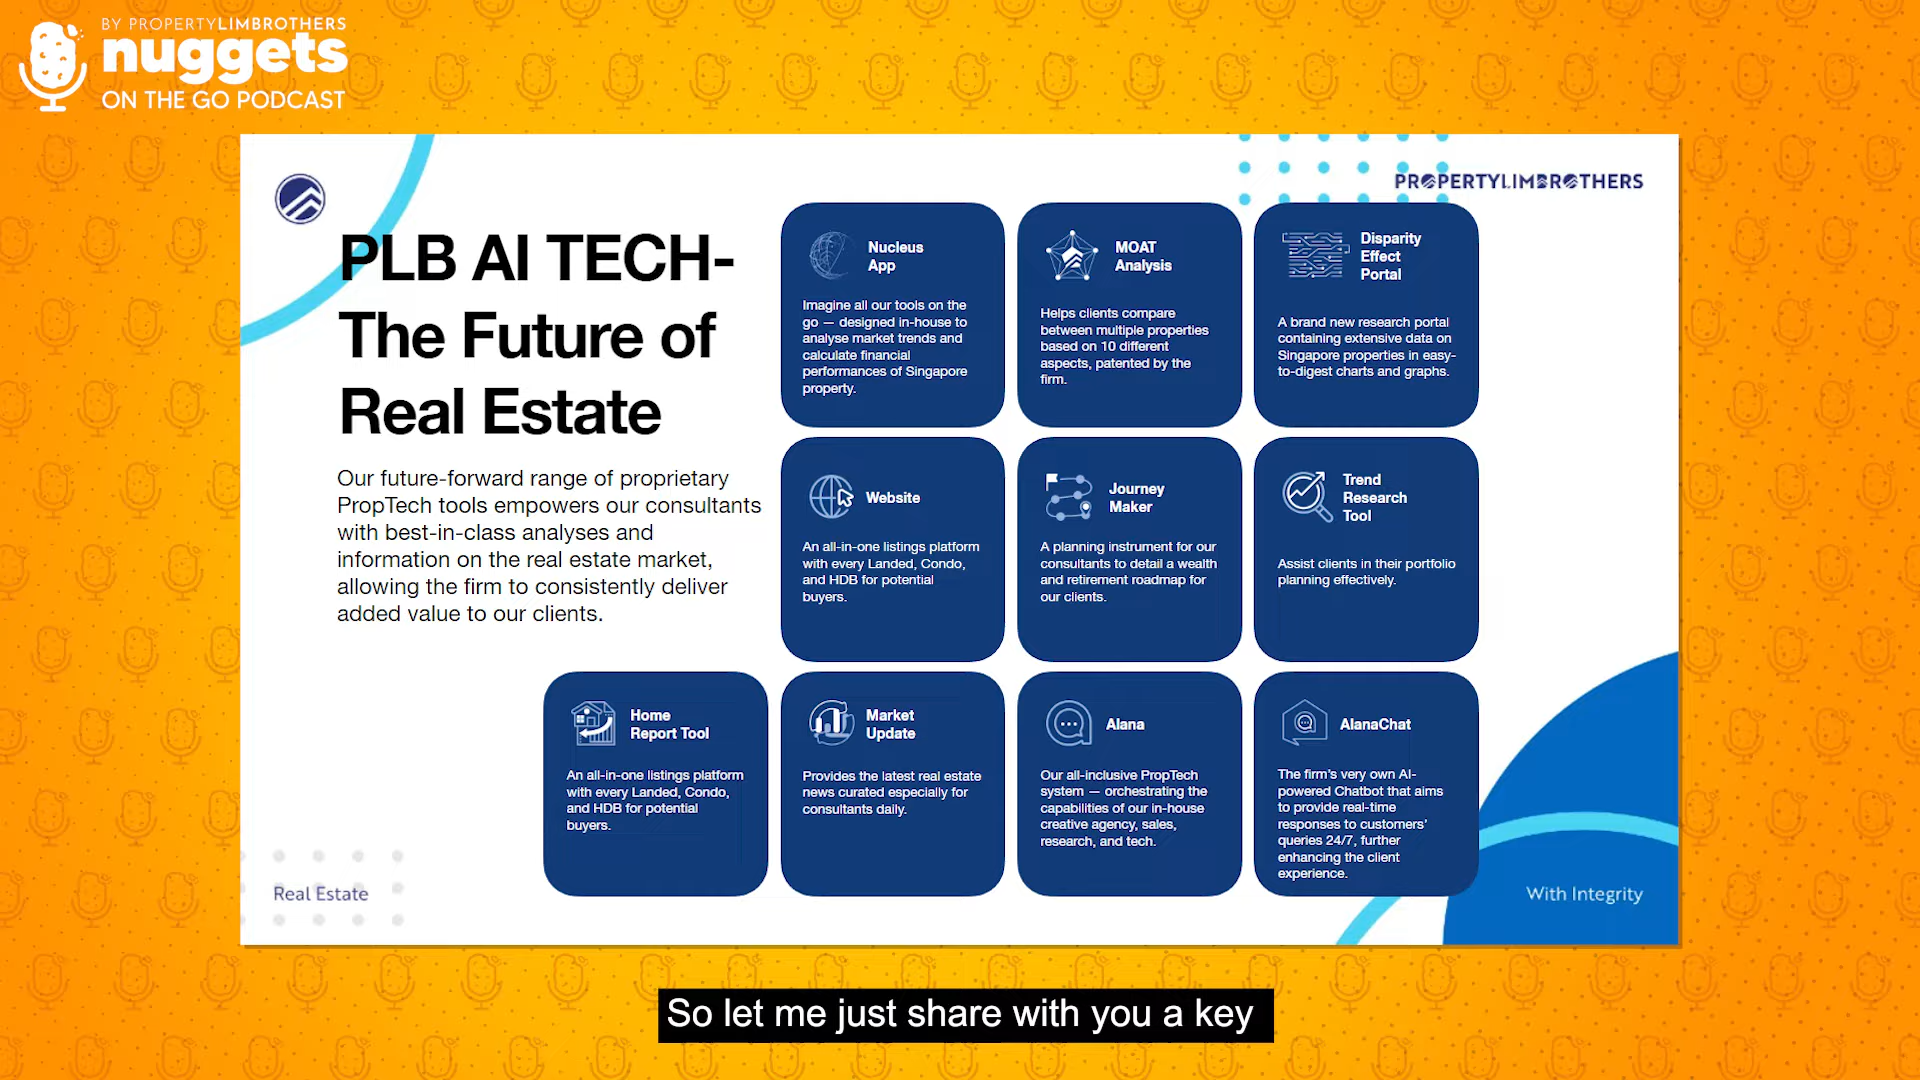 BY PROPERTYLIMBROTHERS
nuggets
ON THE GO PODCAST
PROPERTYLIMBROTHERS
PLB AI TECH-
The Future of
Real Estate
Our future-forward range of proprietary
PropTech tools empowers our consultants
with best-in-class analyses and
information on the real estate market,
allowing the firm to consistently deliver
added value to our clients.
Nucleus
App
Imagine all our tools on the
go — designed in-house to
analyse market trends and
calculate financial
performances of Singapore
property.
MOAT
Analysis
Helps clients compare
between multiple properties
based on 10 different
aspects, patented by the
firm.
Disparity
Effect
Portal
A brand new research portal
containing extensive data on
Singapore properties in easy-
to-digest charts and graphs.
Website
An all-in-one listings platform
with every Landed, Condo,
and HDB for potential
buyers.
Journey
Maker
A planning instrument for our
consultants to detail a wealth
and retirement roadmap for
our clients.
Trend
Research
Tool
Assist clients in their portfolio
planning effectively.
Home
Report Tool
An all-in-one listings platform
with every Landed, Condo,
and HDB for potential
buyers.
Market
Update
Provides the latest real estate
news curated especially for
consultants daily.
Alana
Our all-inclusive PropTech
system — orchestrating the
capabilities of our in-house
creative agency, sales,
research, and tech.
AlanaChat
The firm's very own AI-
powered Chatbot that aims
to provide real-time
responses to customers'
queries 24/7, further
enhancing the client
experience.
Real Estate
With Integrity
So let me just share with you a key